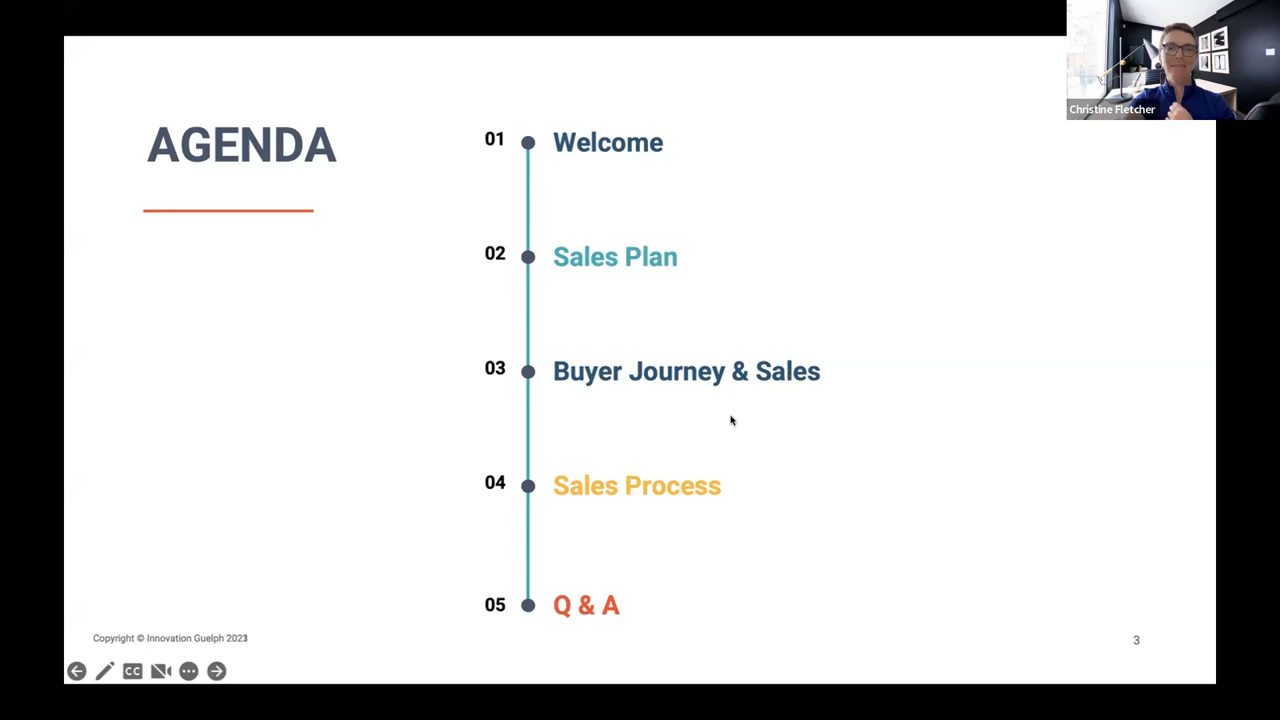 Christine Fletcher
AGENDA
01 Welcome
02 Sales Plan
03 Buyer Journey & Sales
04 Sales Process
05 Q & A
Copyright © Innovation Guelph 2023
3
CC